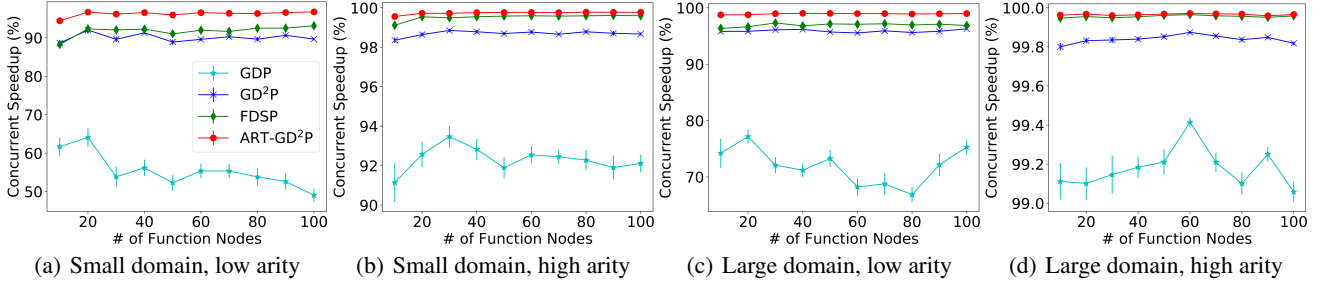 Concurrent Speedup (%)
90
80
70
60
50
GDP
GD²P
FDSP
ART-GD²P
20 40 60 80 100
# of Function Nodes
(a) Small domain, low arity
Concurrent Speedup (%)
100
98
96
94
92
90
20 40 60 80 100
# of Function Nodes
(b) Small domain, high arity
Concurrent Speedup (%)
100
90
80
70
20 40 60 80 100
# of Function Nodes
(c) Large domain, low arity
Concurrent Speedup (%)
100.0
99.8
99.6
99.4
99.2
99.0
20 40 60 80 100
# of Function Nodes
(d) Large domain, high arity